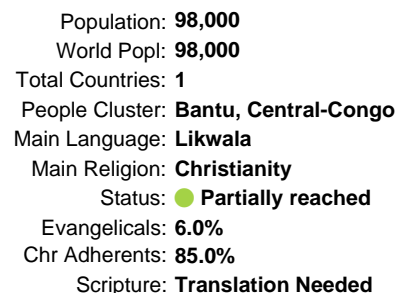 Population: 98,000
World Popl: 98,000
Total Countries: 1
People Cluster: Bantu, Central-Congo
Main Language: Likwala
Main Religion: Christianity
Status: Partially reached
Evangelicals: 6.0%
Chr Adherents: 85.0%
Scripture: Translation Needed